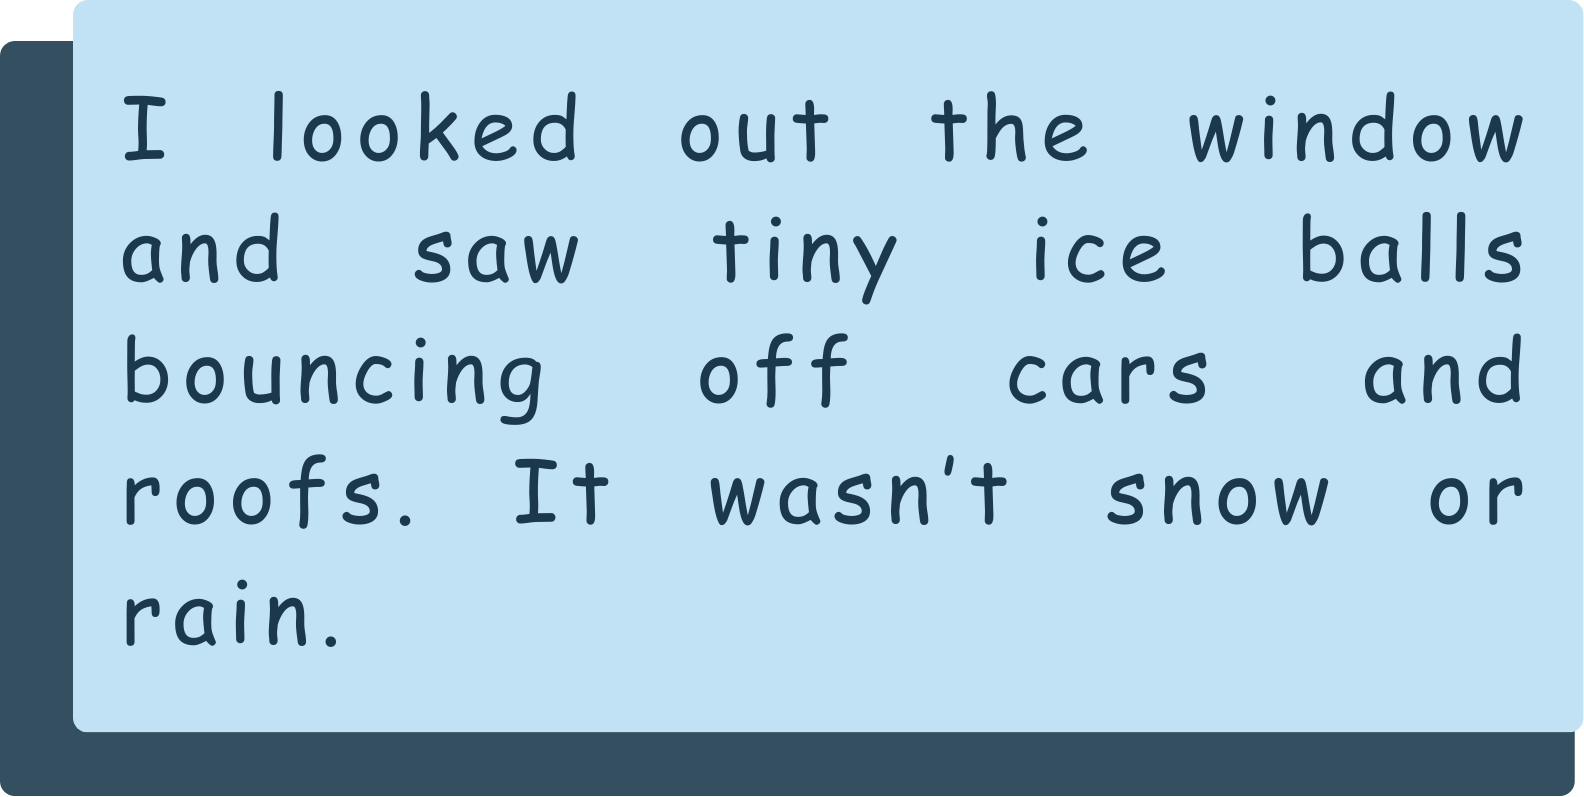 I looked out the window
and saw tiny ice balls
bouncing off cars and
roofs. It wasn't snow or
rain.